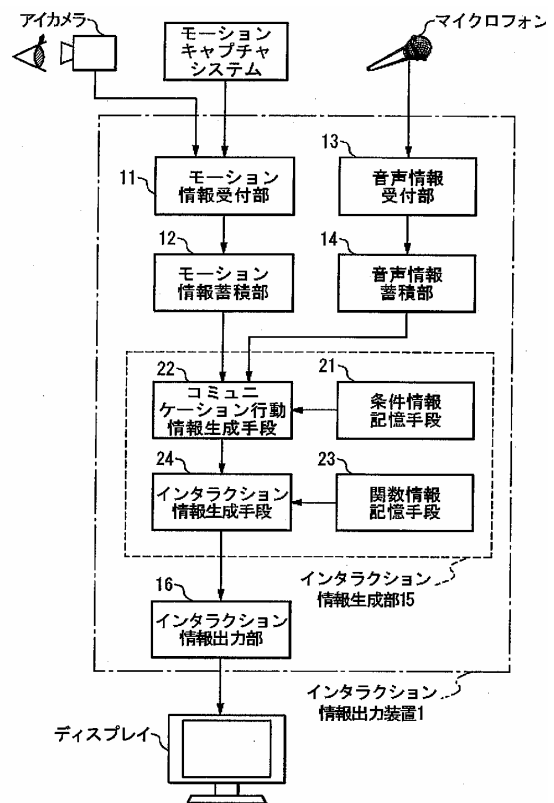 アイカメラ
モーション
キャプチャ
システム
マイクロフォン
11
モーション
情報受付部
13
音声情報
受付部
12
モーション
情報蓄積部
14
音声情報
蓄積部
22
コミュニ
ケーション行動
情報生成手段
21
条件情報
記憶手段
24
インタラクション
情報生成手段
23
関数情報
記憶手段
インタラクション
情報生成部15
16
インタラクション
情報出力部
インタラクション
情報出力装置1
ディスプレイ